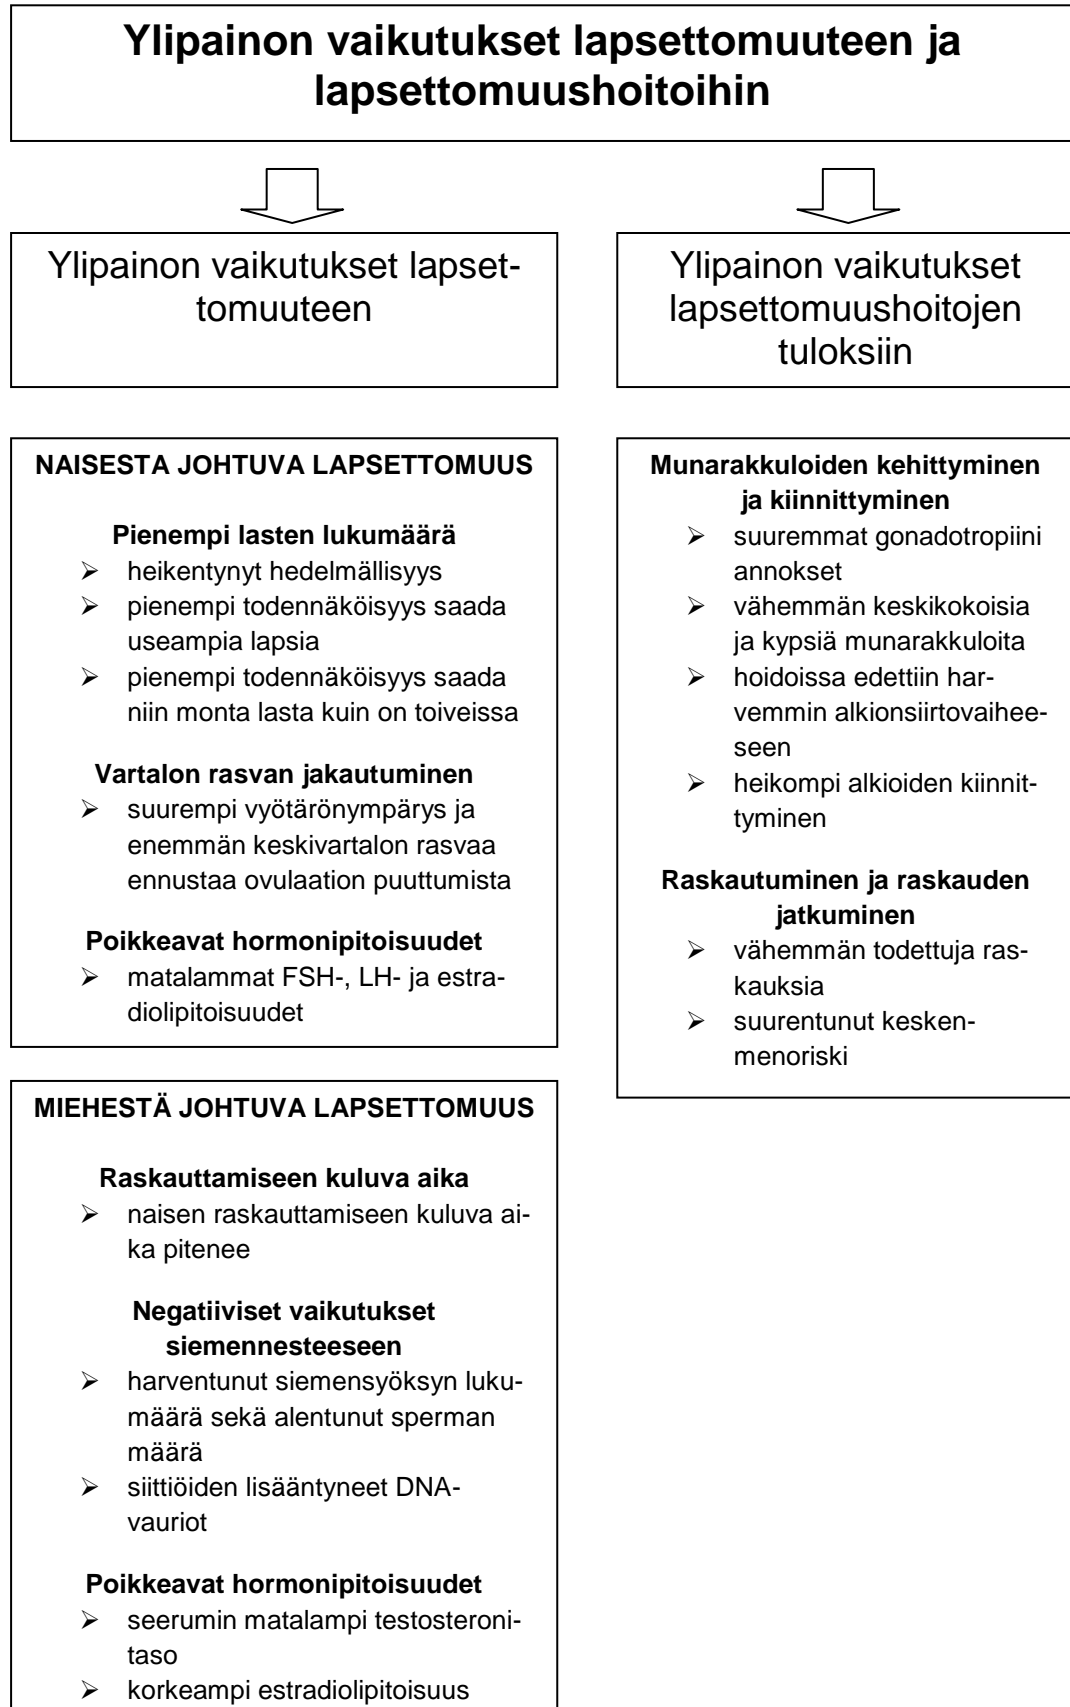 Ylipainon vaikutukset lapsettomuuteen ja
lapsettomuushoitoihin
Ylipainon vaikutukset lapset-
tomuuteen
Ylipainon vaikutukset
lapsettomuushoitojen
tuloksiin
NAISESTA JOHTUVA LAPSETTOMUUS
Pienempi lasten lukumäärä
➢ heikentynyt hedelmällisyys
➢ pienempi todennäköisyys saada
useampia lapsia
➢ pienempi todennäköisyys saada
niin monta lasta kuin on toiveissa
Vartalon rasvan jakautuminen
➢ suurempi vyötärönympärys ja
enemmän keskivartalon rasvaa
ennustaa ovulaation puuttumista
Poikkeavat hormonipitoisuudet
➢ matalammat FSH-, LH- ja estra-
diolipitoisuudet
MIEHESTÄ JOHTUVA LAPSETTOMUUS
Raskauttamiseen kuluva aika
➢ naisen raskauttamiseen kuluva ai-
ka pitenee
Negatiiviset vaikutukset
siemennesteeseen
➢ harventunut siemensyöksyn luku-
määrä sekä alentunut sperman
määrä
➢ siittiöiden lisääntyneet DNA-
vauriot
Poikkeavat hormonipitoisuudet
➢ seerumin matalampi testosteroni-
taso
➢ korkeampi estradiolipitoisuus
Munarakkuloiden kehittyminen
ja kiinnittyminen
➢ suuremmat gonadotropiini
annokset
➢ vähemmän keskikokoisia
ja kypsiä munarakkuloita
➢ hoidoissa edettiin har-
vemmin alkionsiirtovaihee-
seen
➢ heikompi alkioiden kiinnit-
tyminen
Raskautuminen ja raskauden
jatkuminen
➢ vähemmän todettuja ras-
kauksia
➢ suurentunut kesken-
menoriski